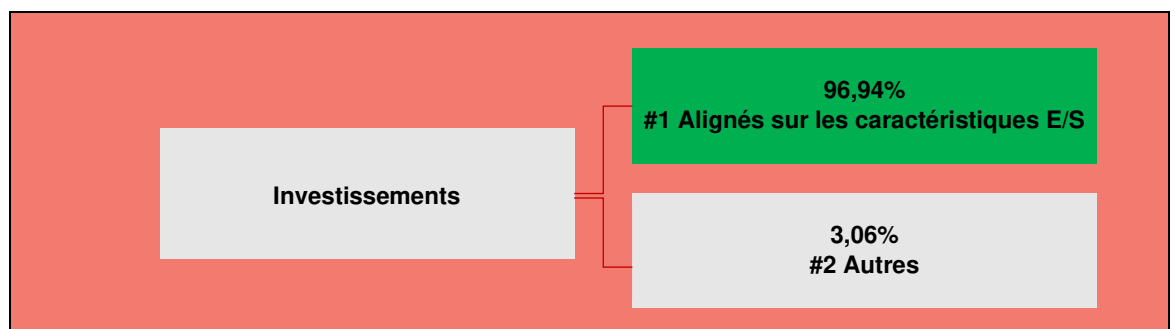 96,94%
#1 Alignés sur les caractéristiques E/S
Investissements
3,06%
#2 Autres